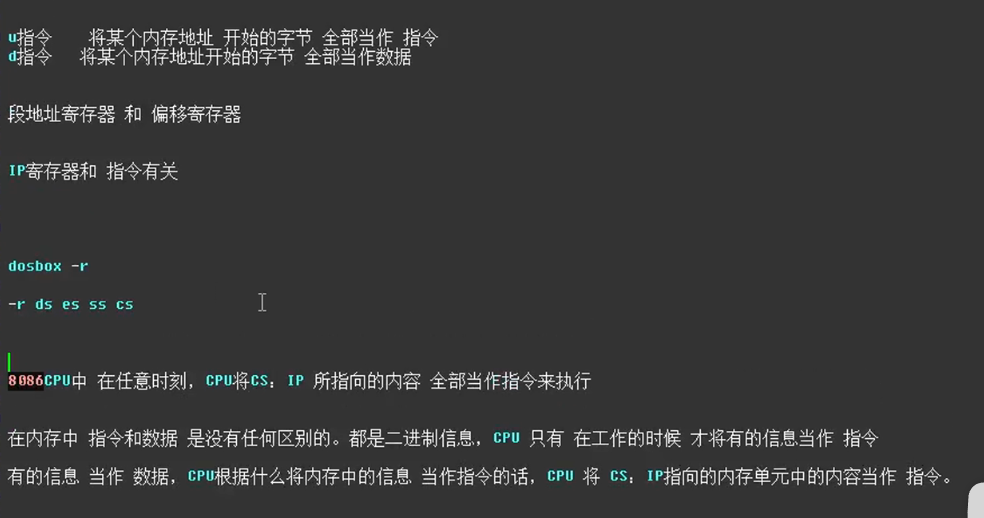 u指令 将某个内存地址 开始的字节 全部当作 指令
d指令 将某个内存地址开始的字节 全部当作数据
段地址寄存器 和 偏移寄存器
IP寄存器和 指令有关
dosbox -r
-r ds es ss cs
8086CPU中 在任意时刻，CPU将CS：IP 所指向的内容 全部当作指令来执行
在内存中 指令和数据 是没有任何区别的。都是二进制信息，CPU 只有 在工作的时候 才将有的信息当作 指令
有的信息 当作 数据，CPU根据什么将内存中的信息 当作指令的话，CPU 将 CS：IP指向的内存单元中的内容当作 指令。